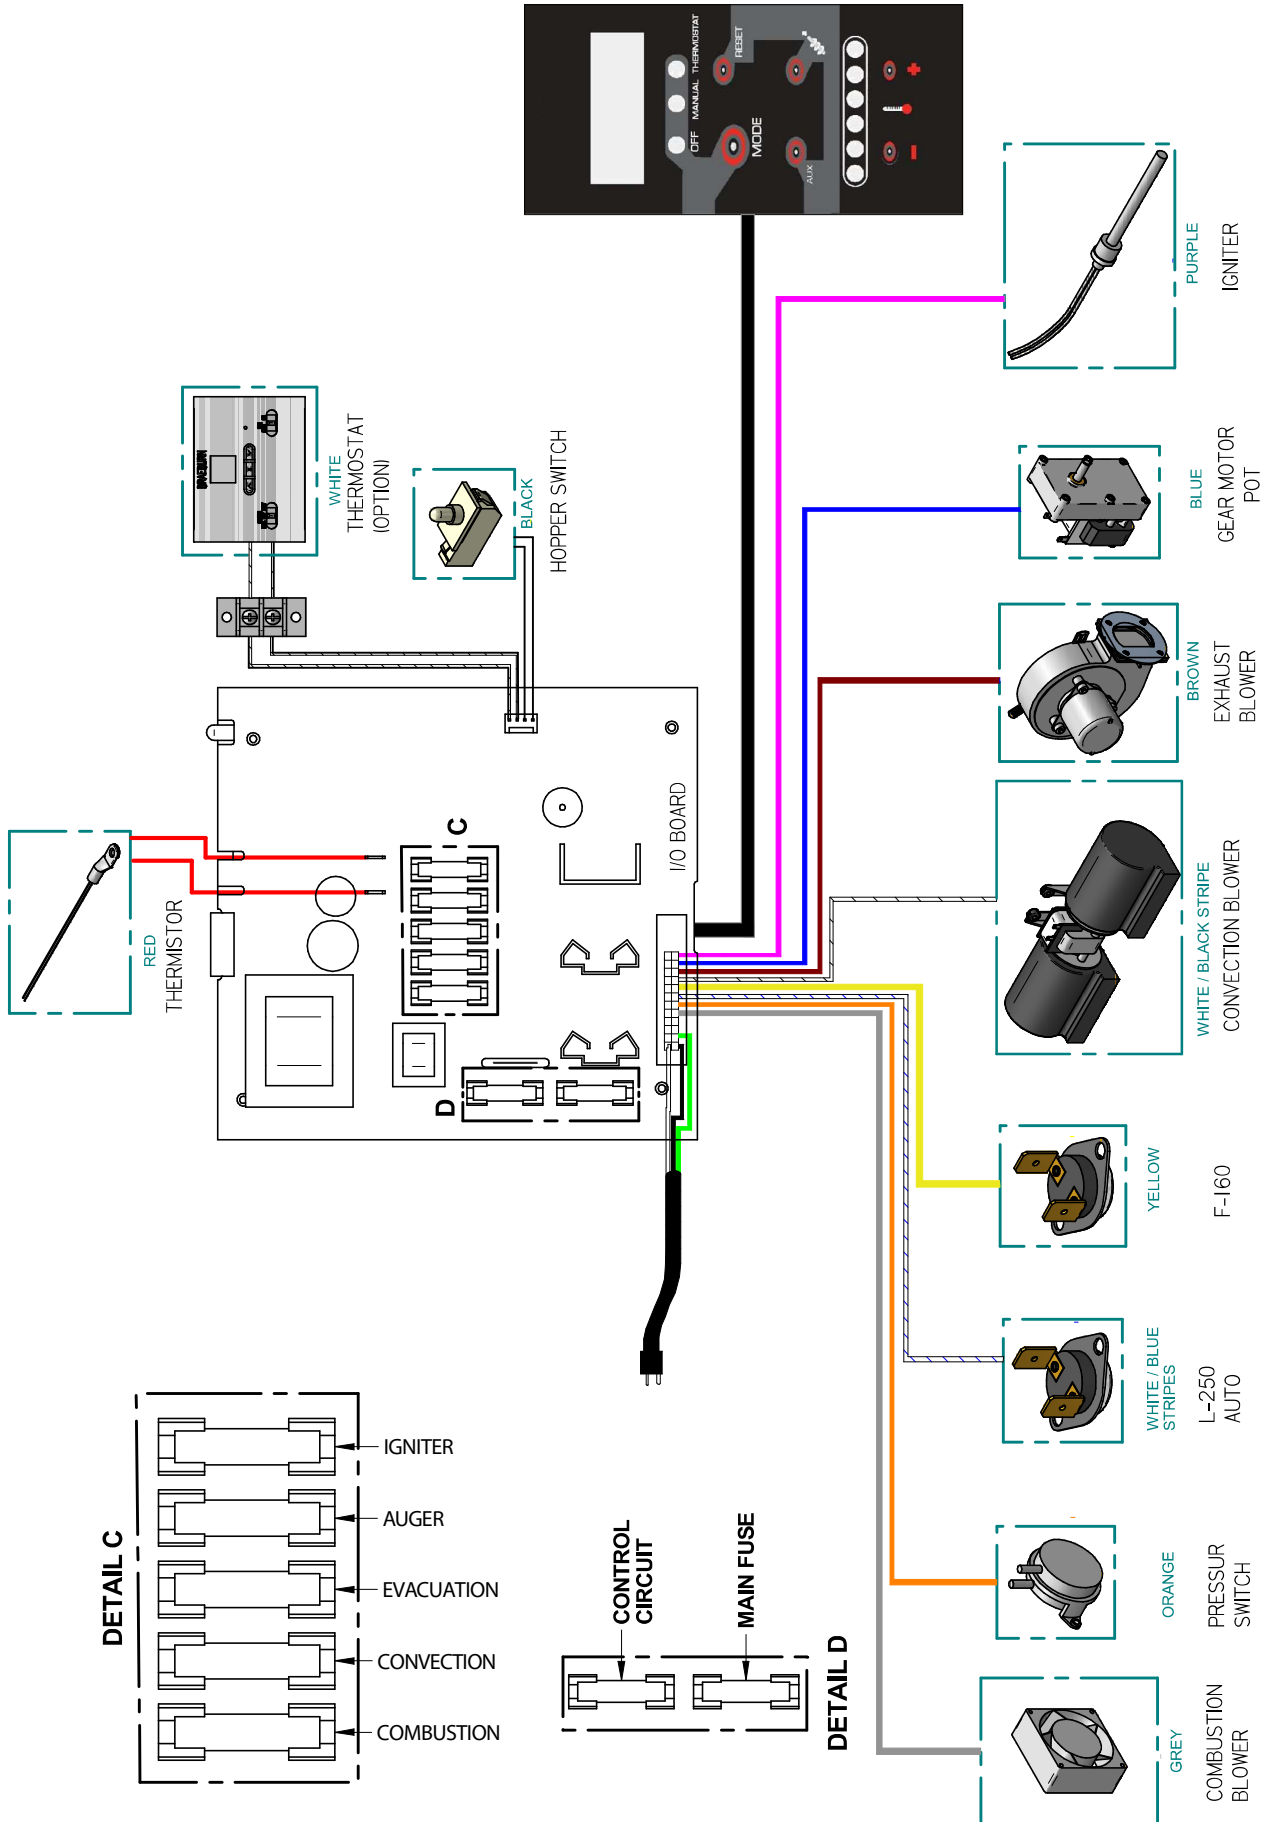 OFF MANUAL THERMOSTAT
RESET
MODE
AUX
BRAEBURN
WHITE
THERMOSTAT
(OPTION)
BLACK
HOPPER SWITCH
RED
THERMISTOR
C
D
I/O BOARD
PURPLE
IGNITER
BLUE
GEAR MOTOR
POT
BROWN
EXHAUST
BLOWER
WHITE / BLACK STRIPE
CONVECTION BLOWER
YELLOW
F-160
WHITE / BLUE
STRIPES
L-250
AUTO
ORANGE
PRESSUR
SWITCH
GREY
COMBUSTION
BLOWER
DETAIL C
IGNITER
AUGER
EVACUATION
CONVECTION
COMBUSTION
CONTROL
CIRCUIT
MAIN FUSE
DETAIL D